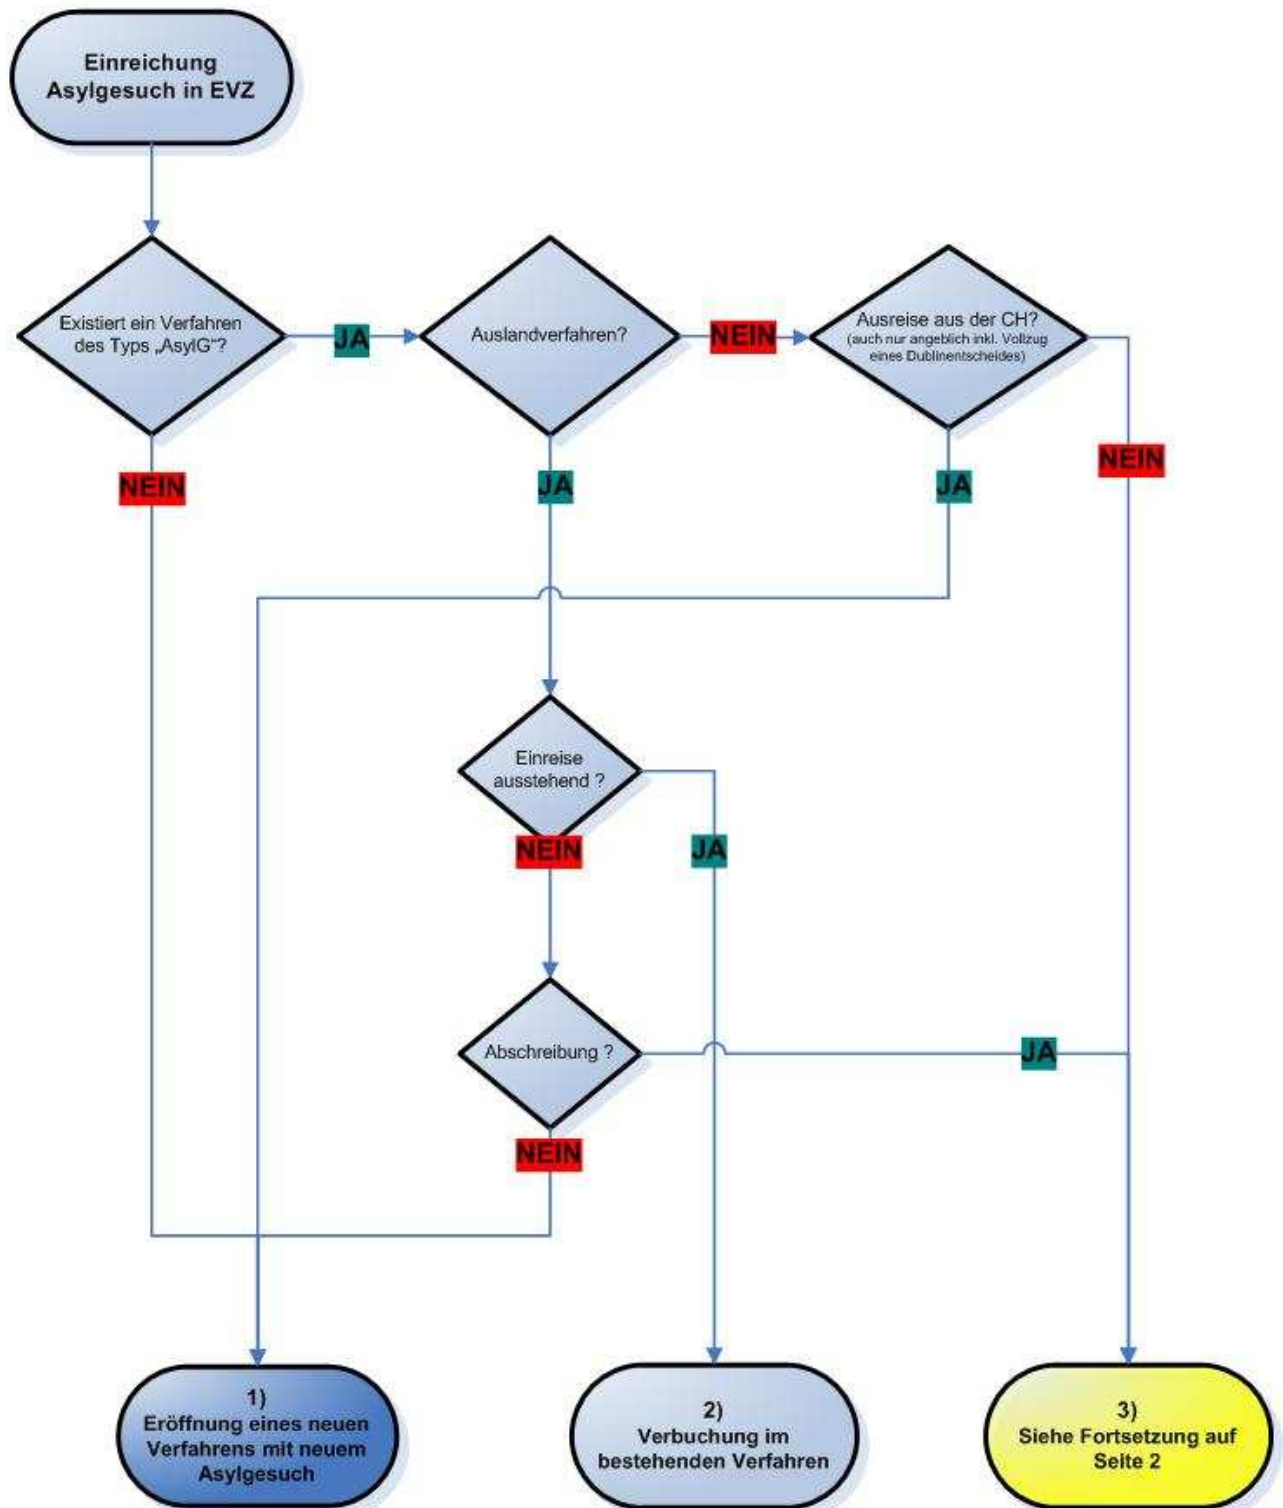 Einreichung
Asylgesuch in EVZ
Existiert ein Verfahren
des Typs „AsylG“?
JA
Auslandverfahren?
NEIN
Ausreise aus der CH?
(auch nur angeblich inkl. Vollzug
eines Dublinentscheides)
NEIN
JA
JA
NEIN
Einreise
ausstehend ?
NEIN
JA
Abschreibung ?
JA
NEIN
1)
Eröffnung eines neuen
Verfahrens mit neuem
Asylgesuch
2)
Verbuchung im
bestehenden Verfahren
3)
Siehe Fortsetzung auf
Seite 2